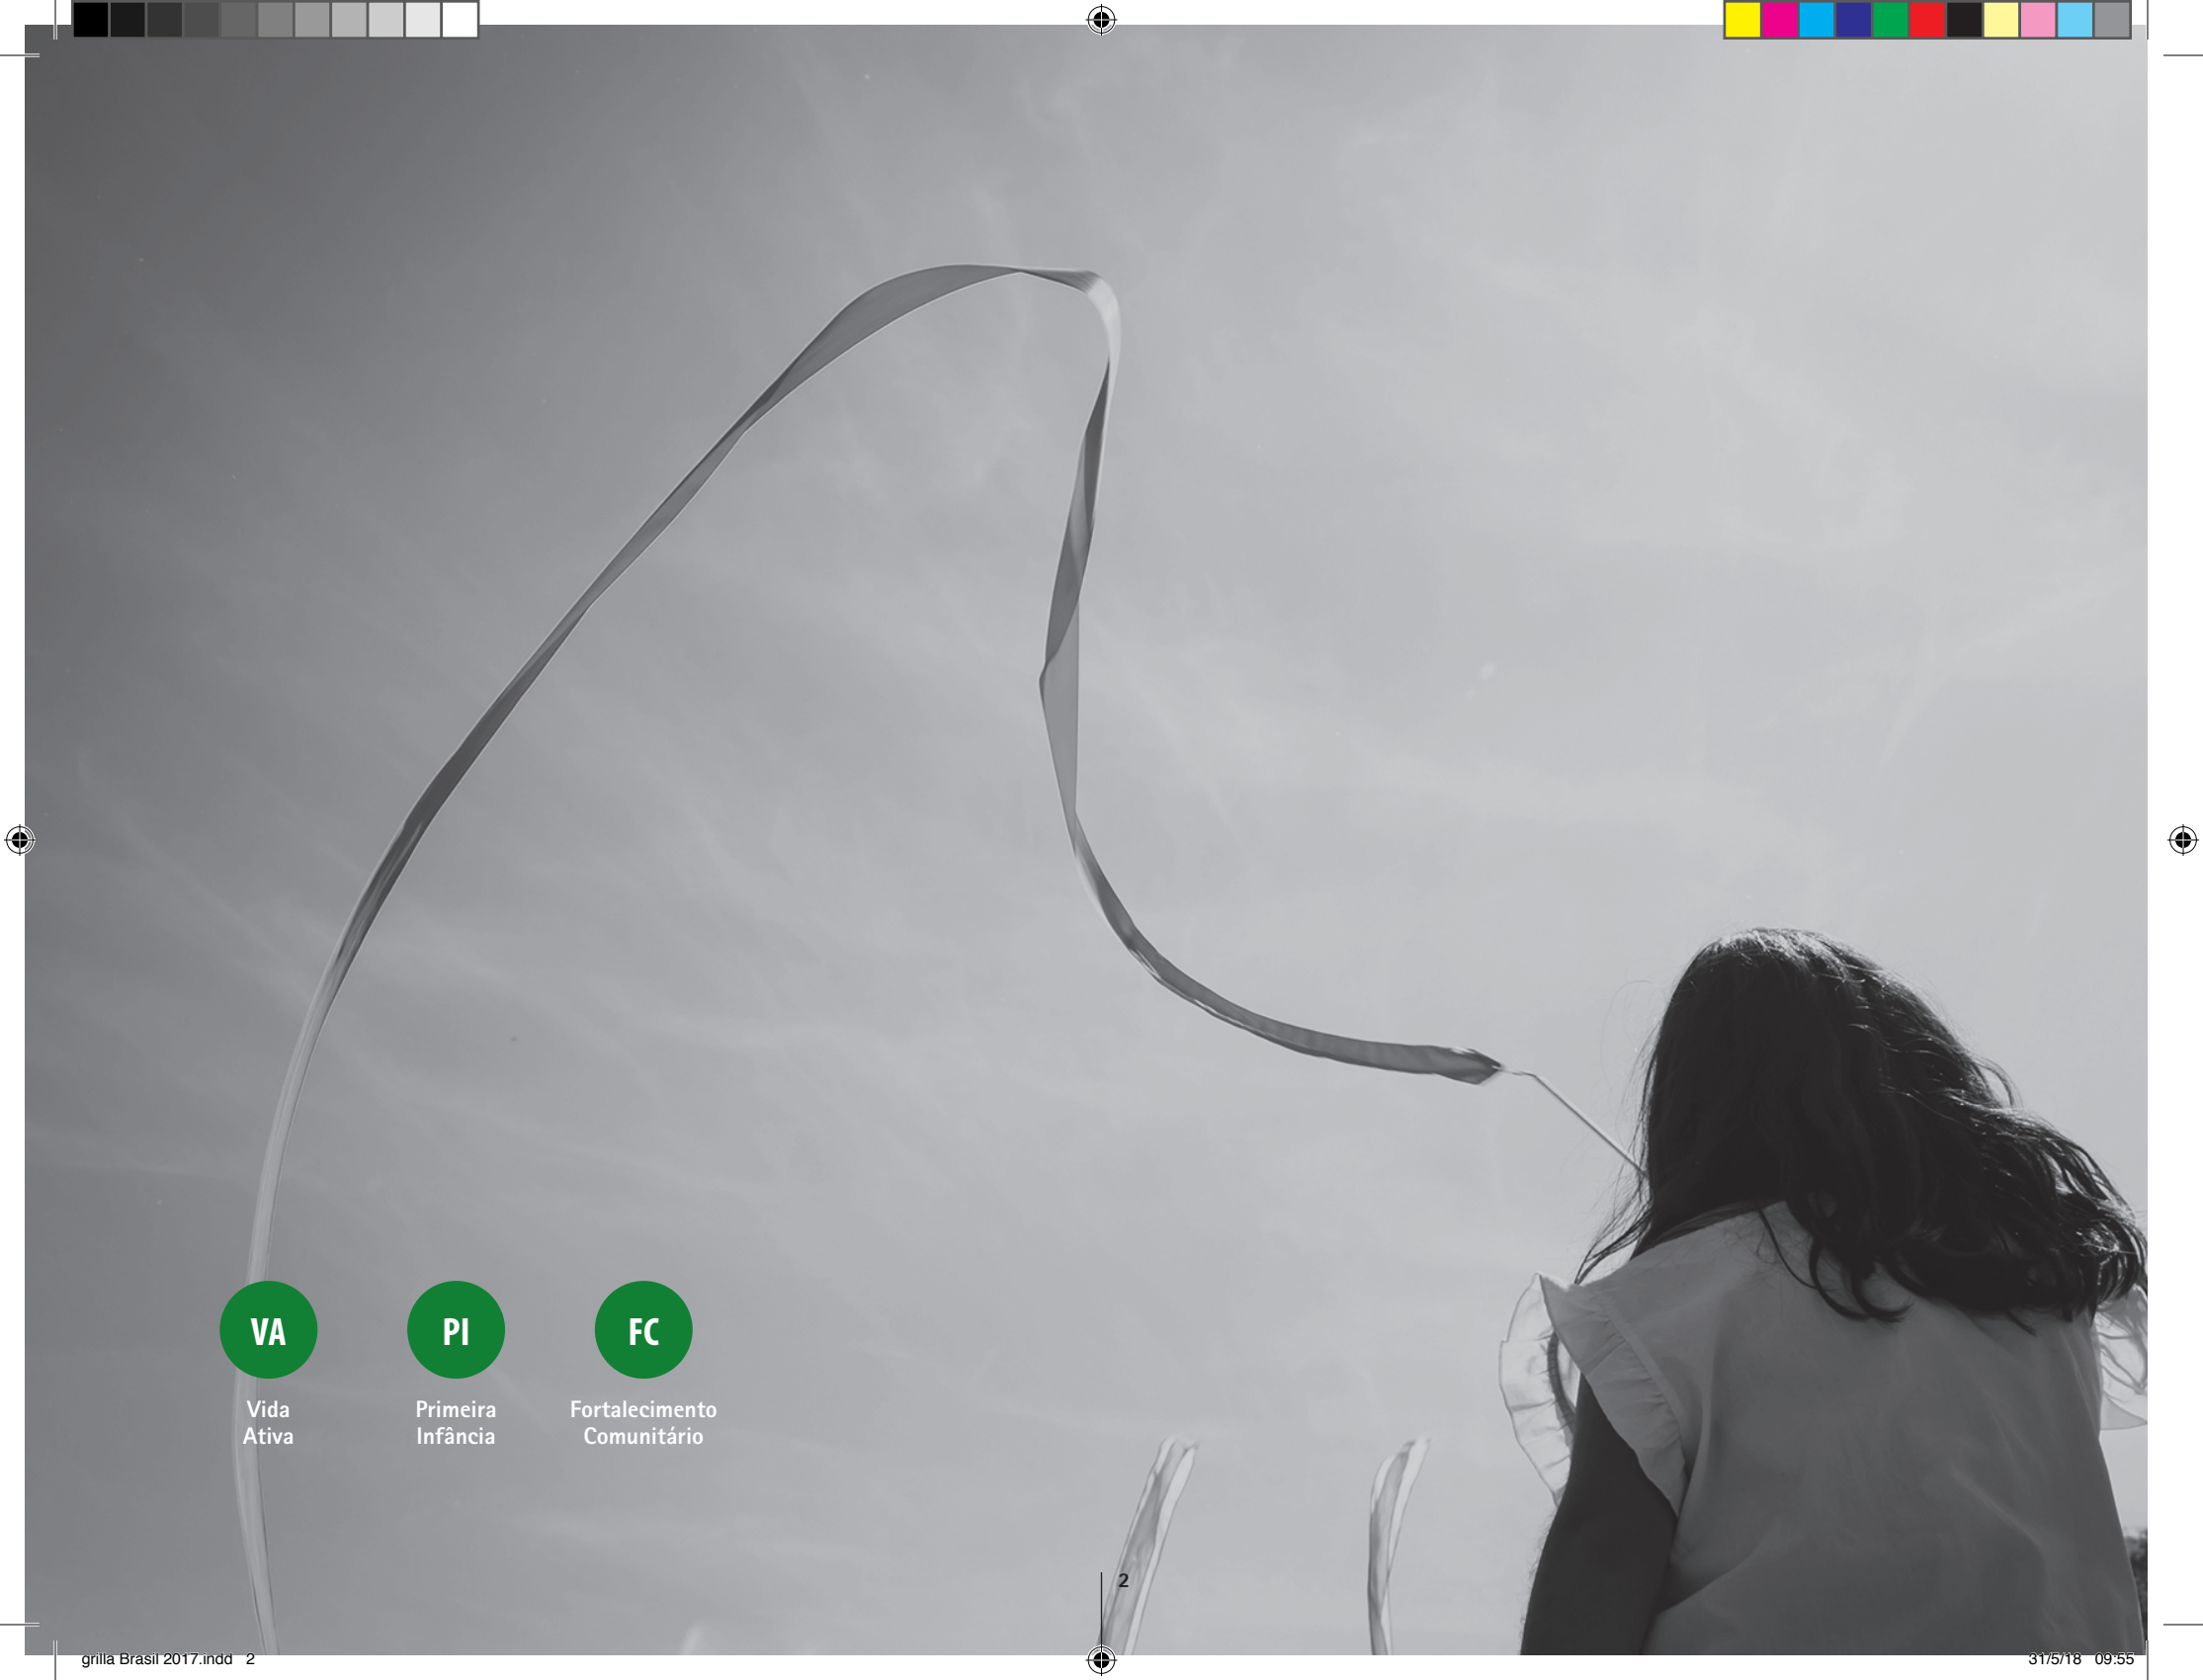 VA
PI
FC
Vida
Ativa
Primeira
Infância
Fortalecimento
Comunitário
2
grilla Brasil 2017.indd 2
31/5/18 09:55